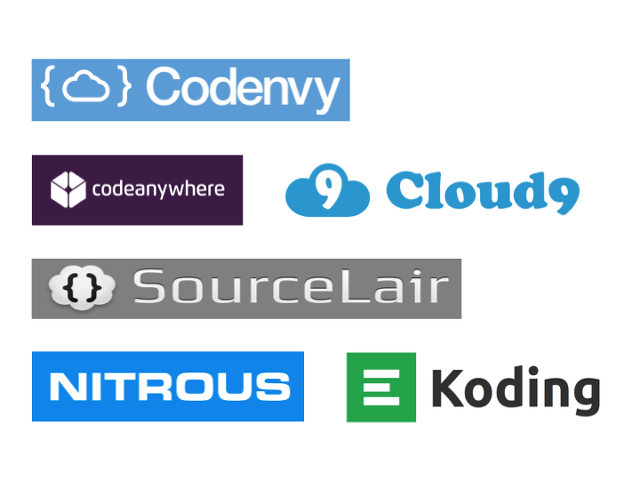 { } Codenvy
codeanywhere
9 Cloud9
{ } SourceLair
NITROUS
Koding